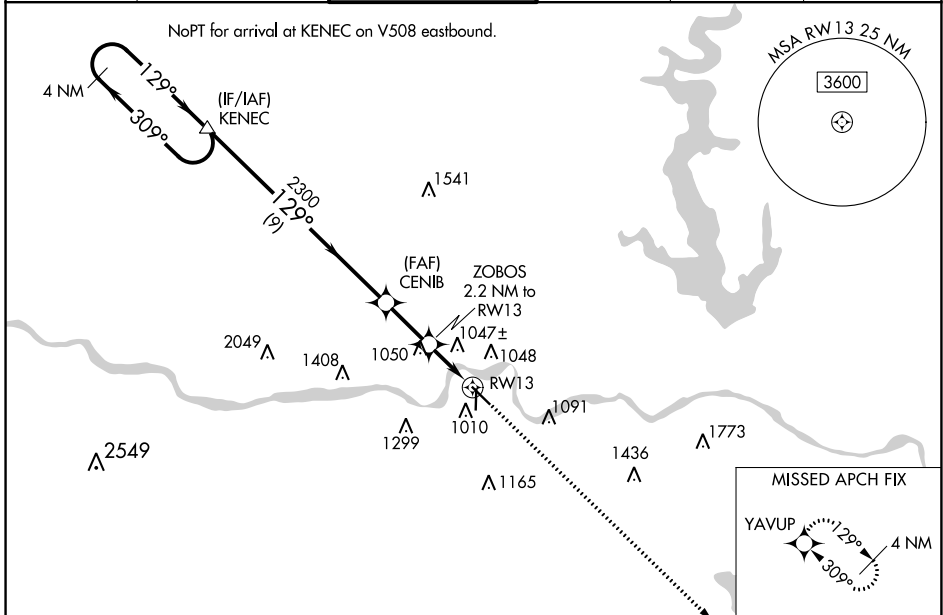 NoPT for arrival at KENEC on V508 eastbound.
MSA RW13 25 NM
3600
4 NM
129°
309°
(IF/IAF)
KENEC
2300
129°
(9)
1541
(FAF)
CENIB
ZOBOS
2.2 NM to
RW13
2049
1408
1050
1047±
1048
RW13
2549
1299
1010
1091
1773
1436
1165
MISSED APCH FIX
YAVUP
129°
309°
4 NM